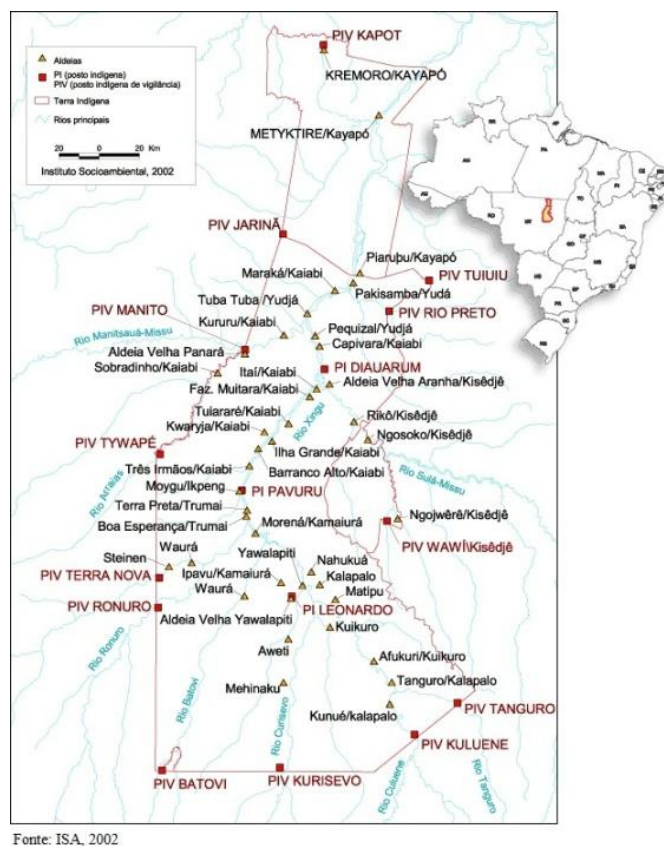 PIV KAPOT
Aldeias
PI (posto indígena)
PIV (posto indígena de vigilância)
Terra Indígena
Rios principais
20 0 20 Km
Instituto Socioambiental, 2002
KREMORO/KAYAPÓ
METYKTIRE/Kayapó
PIV JARINÃ
Piarupu/Kayapó
PIV TUIUIU
Maraká/Kaiabi
Pakisamba/Yudá
Tuba Tuba /Yudjá
PIV MANITO
PIV RIO PRETO
Kururu/Kaiabi
Pequizal/Yudjá
Rio Manitsauá-Missu
Capivara/Kaiabi
Aldeia Velha Panará
PI DIAUARUM
Sobradinho/Kaiabi
Itaí/Kaiabi
Aldeia Velha Aranha/Kisêdjê
Faz. Muitara/Kaiabi
Rio Xingu
Tuiararé/Kaiabi
Rikô/Kisêdjê
Kwaryja/Kaiabi
Ngosoko/Kisêdjê
PIV TYWAPÉ
Ilha Grande/Kaiabi
Rio Suiá-Missu
Três Irmãos/Kaiabi
Barranco Alto/Kaiabi
Rio Arraias
Moygu/Ikpeng
PI PAVURU
Terra Preta/Trumai
Ngojwêrê/Kisêdjê
Boa Esperança/Trumai
Morená/Kamaiurá
PIV WAWÍ\Kisêdjê
Waurá
Yawalapiti
Steinen
Nahukuá
PIV TERRA NOVA
Ipavu/Kamaiurá
Kalapalo
Waurá
Matipu
PIV RONURO
PI LEONARDO
Aldeia Velha Yawalapiti
Kuikuro
Rio Ronuro
Aweti
Afukuri/Kuikuro
Mehinaku
Tanguro/Kalapalo
Rio Batovi
Rio Curisevo
Kunué/kalapalo
PIV TANGURO
PIV KULUENE
PIV BATOVI
PIV KURISEVO
Rio Culuene
Rio Tanguro
Fonte: ISA, 2002